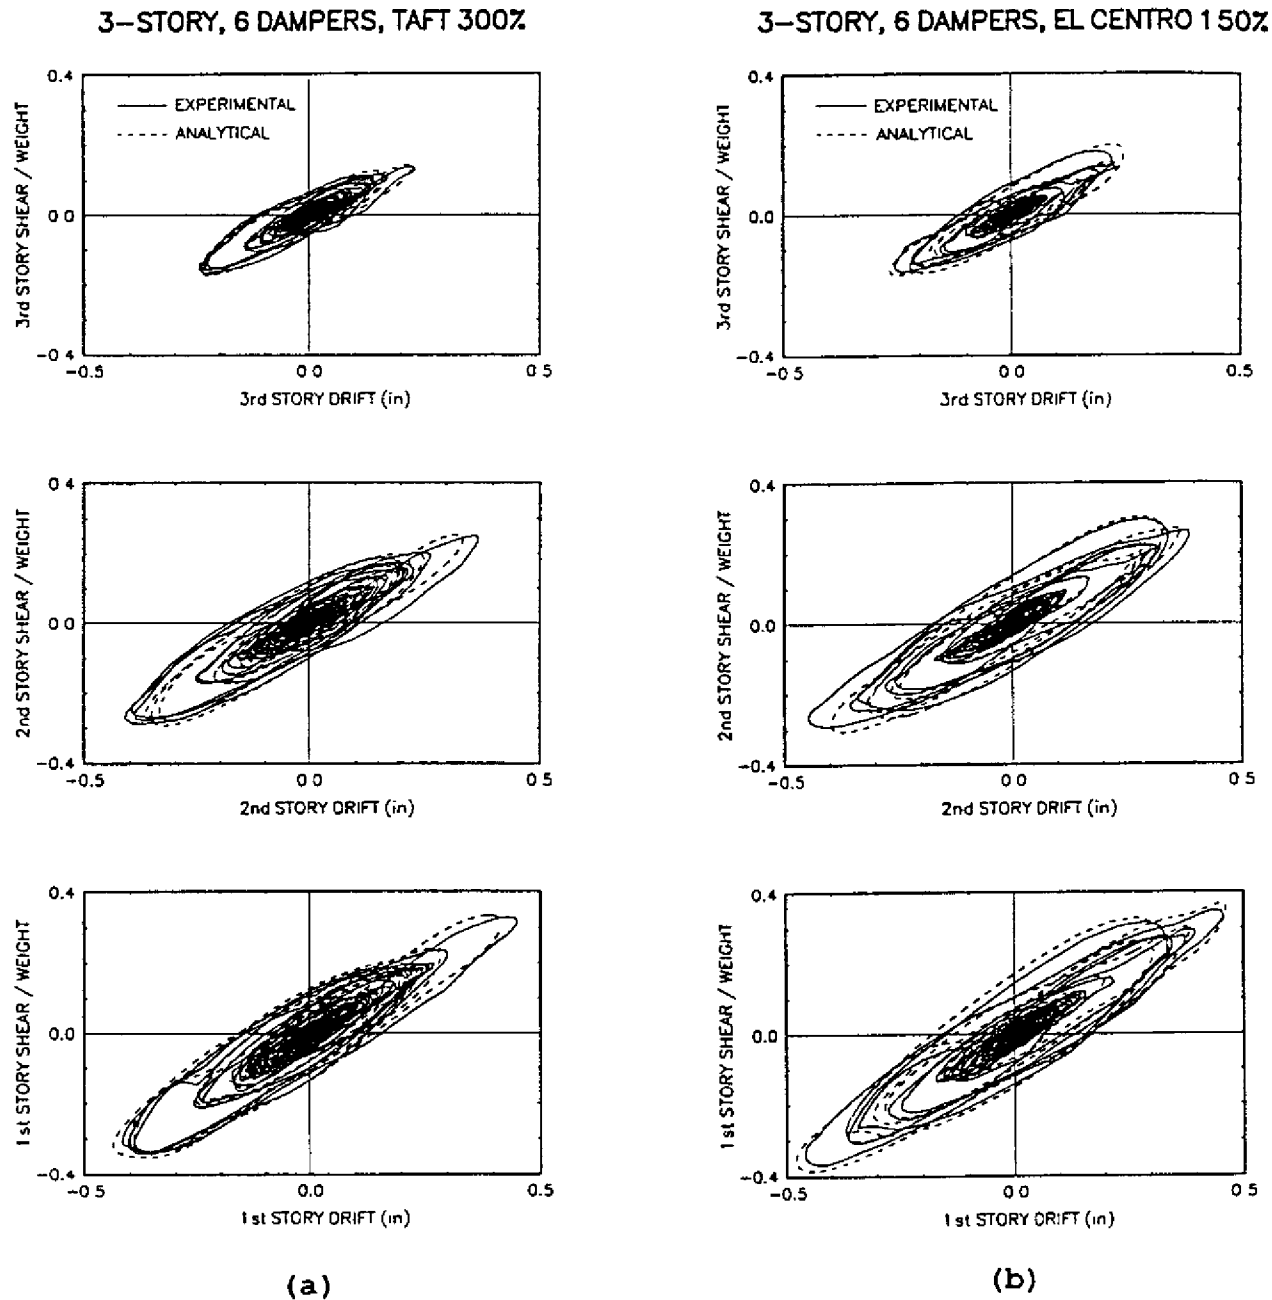 3-STORY, 6 DAMPERS, TAFT 300%
0.4
EXPERIMENTAL
ANALYTICAL
3rd STORY SHEAR / WEIGHT
0.0
-0.4
-0.5
0.0
0.5
3rd STORY DRIFT (in)
0.4
2nd STORY SHEAR / WEIGHT
0.0
-0.4
-0.5
0.0
0.5
2nd STORY DRIFT (in)
0.4
1st STORY SHEAR / WEIGHT
0.0
-0.4
-0.5
0.0
0.5
1st STORY DRIFT (in)
(a)
3-STORY, 6 DAMPERS, EL CENTRO 150%
0.4
EXPERIMENTAL
ANALYTICAL
3rd STORY SHEAR / WEIGHT
0.0
-0.4
-0.5
0.0
0.5
3rd STORY DRIFT (in)
0.4
2nd STORY SHEAR / WEIGHT
0.0
-0.4
-0.5
0.0
0.5
2nd STORY DRIFT (in)
0.4
1st STORY SHEAR / WEIGHT
0.0
-0.4
-0.5
0.0
0.5
1st STORY DRIFT (in)
(b)